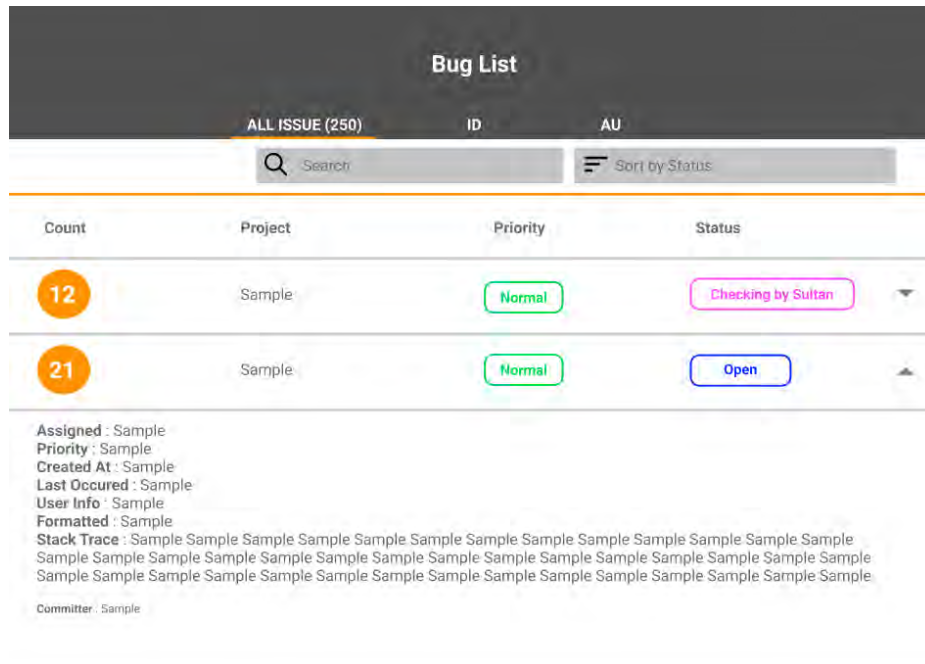 Bug List
ALL ISSUE (250) ID AU
Search Sort by Status
Count Project Priority Status
12 Sample Normal Checking by Sultan
21 Sample Normal Open
Assigned : Sample
Priority : Sample
Created At : Sample
Last Occured : Sample
User Info : Sample
Formatted : Sample
Stack Trace : Sample Sample Sample Sample Sample Sample Sample Sample Sample Sample Sample Sample Sample
Sample Sample Sample Sample Sample Sample Sample Sample Sample Sample Sample Sample Sample Sample Sample
Sample Sample Sample Sample Sample Sample Sample Sample Sample Sample Sample Sample Sample Sample Sample
Committer : Sample